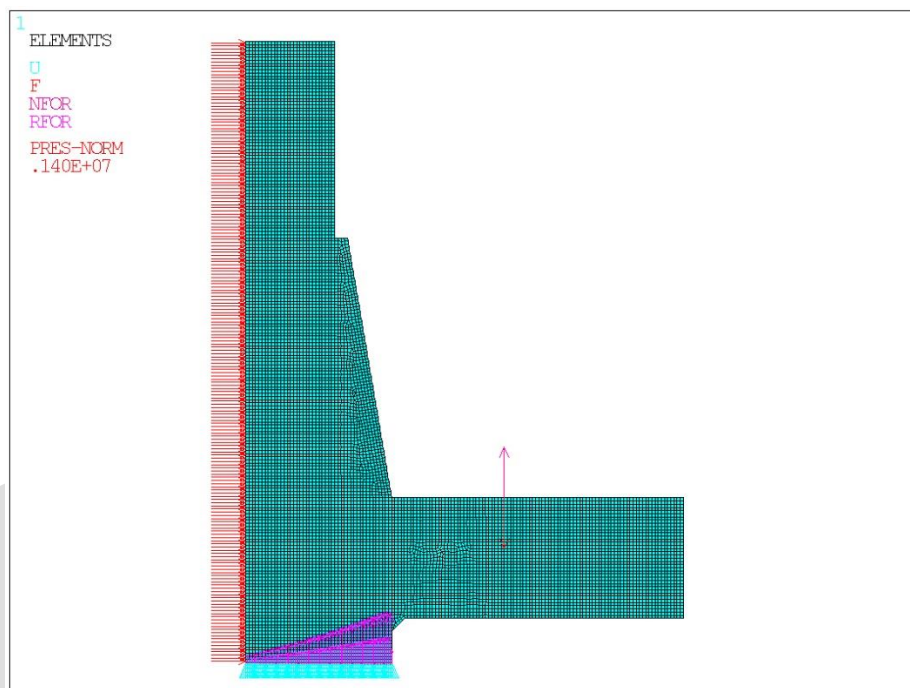 1
ELEMENTS
U
F
NFOR
RFOR
PRES-NORM
.140E+07